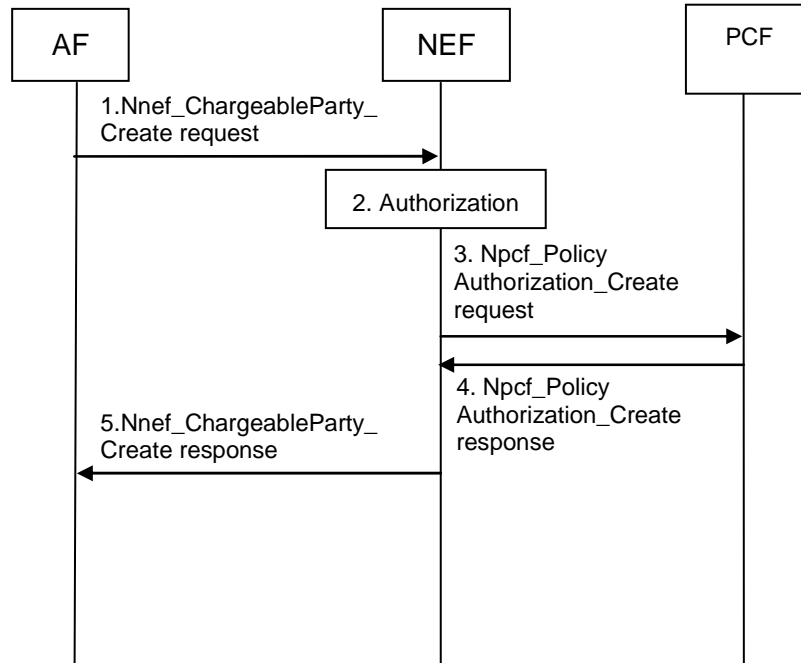 AF
NEF
PCF
1.Nnef_ChargeableParty_
Create request
2. Authorization
3. Npcf_Policy
Authorization_Create
request
4. Npcf_Policy
Authorization_Create
response
5.Nnef_ChargeableParty_
Create response